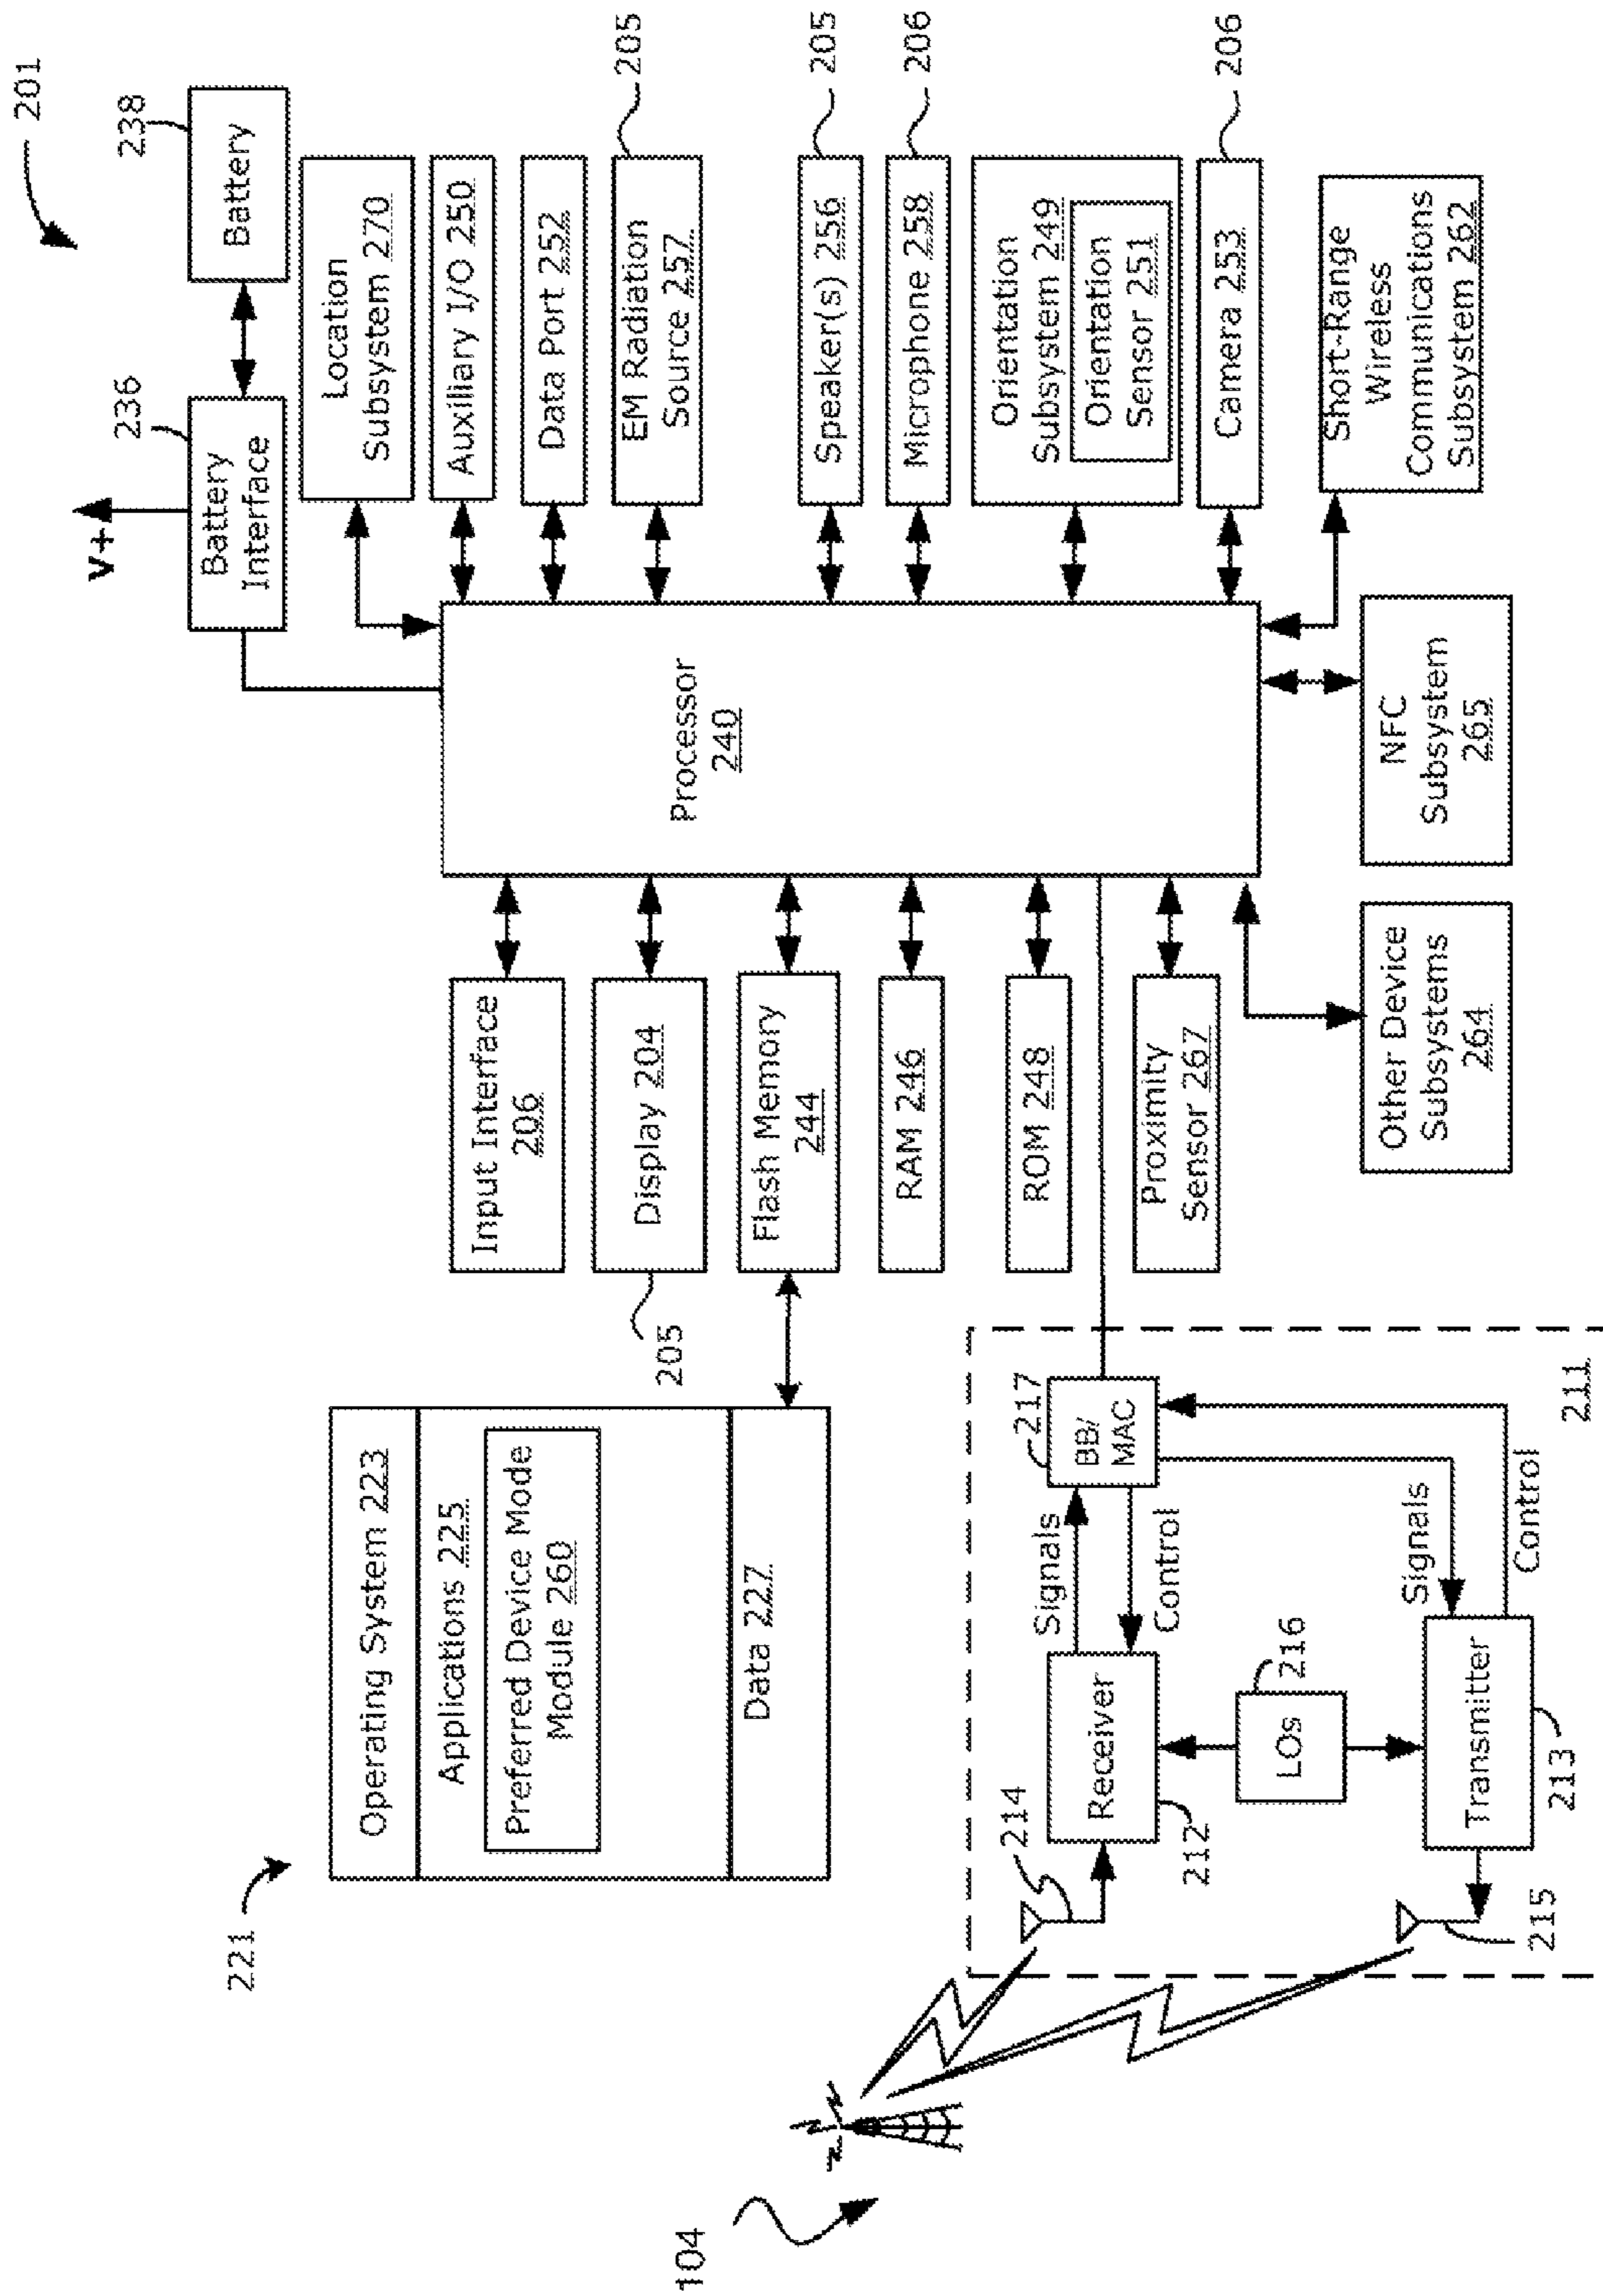 201
V+
236
238
Battery
Interface
Battery
Location
Subsystem 270
Auxiliary I/O 250
Data Port 252
EM Radiation
Source 257
205
Speaker(s) 256
205
Microphone 258
206
Orientation
Subsystem 249
Orientation
Sensor 251
Camera 253
206
Short-Range
Wireless
Communications
Subsystem 262
Processor
240
NFC
Subsystem
265
Other Device
Subsystems
264
Input Interface
206
Display 204
205
Flash Memory
244
RAM 246
ROM 248
Proximity
Sensor 267
221
Operating System 223
Applications 225
Preferred Device Mode
Module 260
Data 227
104
214
Receiver
212
Signals
Control
217
BB/
MAC
LOs
216
Signals
Control
Transmitter
213
215
211